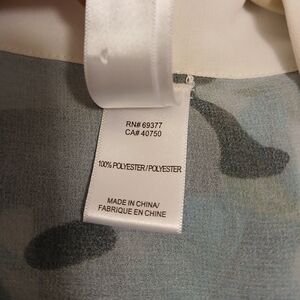 RN# 69377
CA# 40750
100% POLYESTER/POLYESTER
MADE IN CHINA/
FABRIQUE EN CHINE